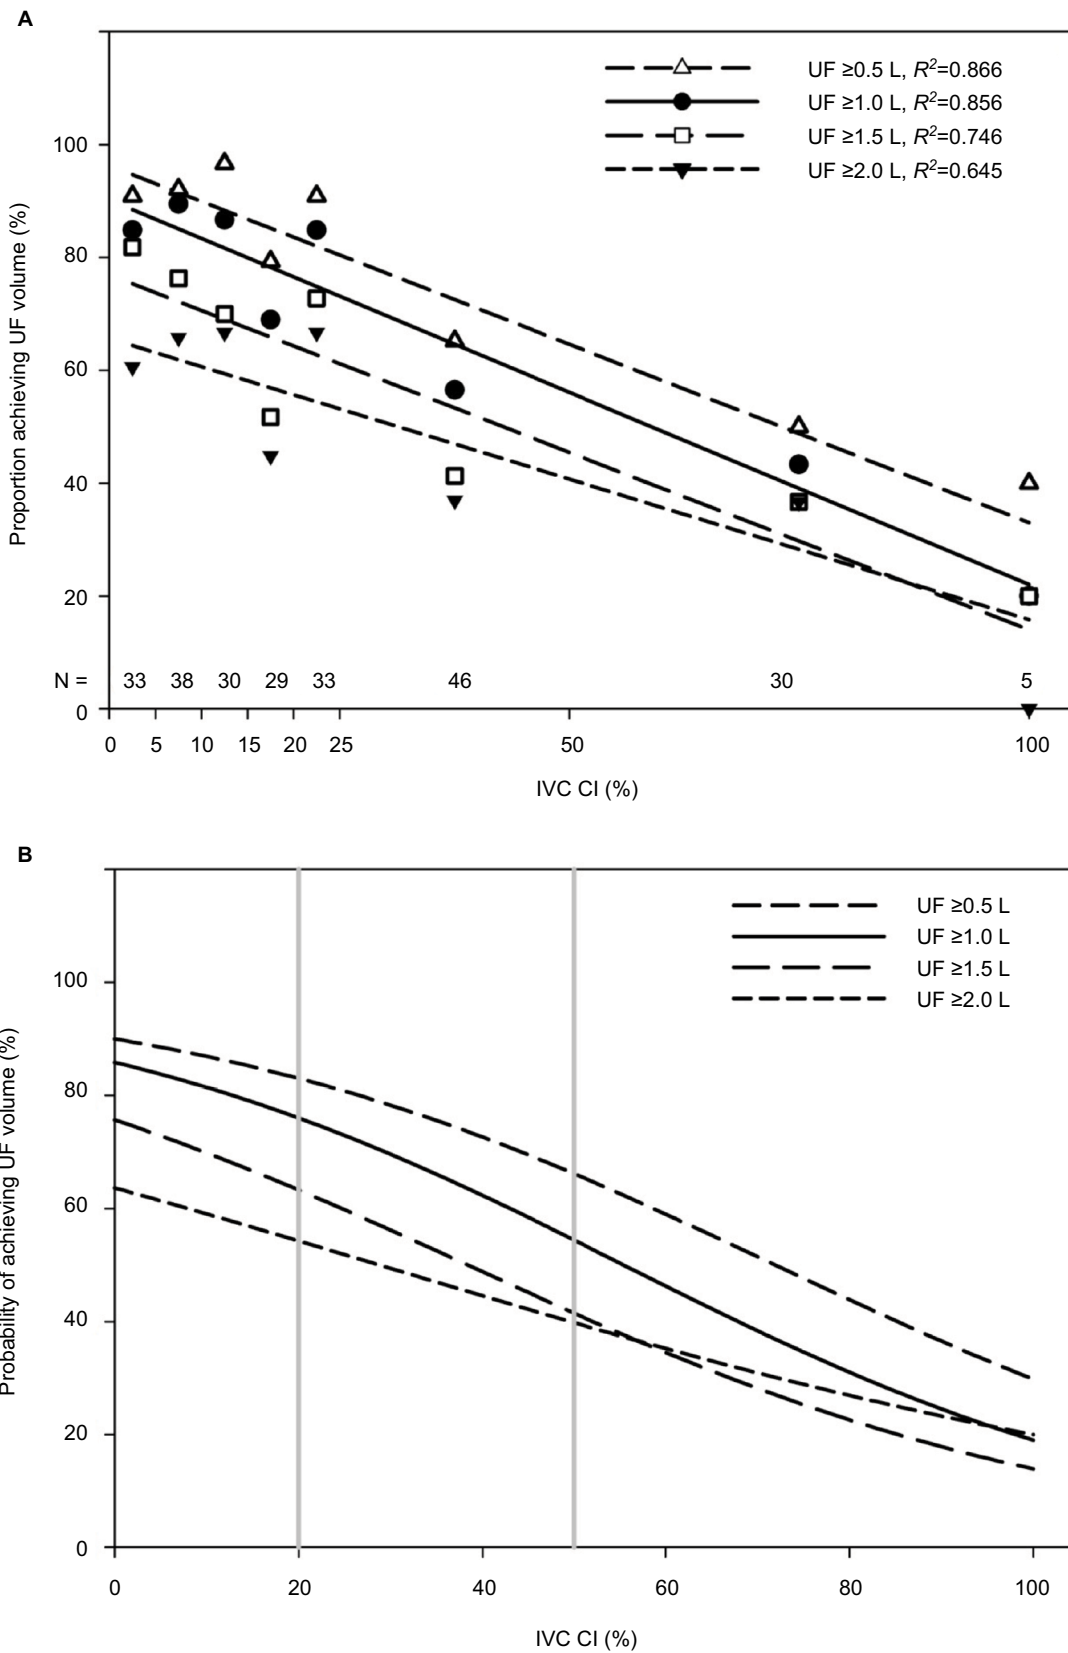 A
UF ≥0.5 L, R²=0.866
UF ≥1.0 L, R²=0.856
UF ≥1.5 L, R²=0.746
UF ≥2.0 L, R²=0.645
Proportion achieving UF volume (%)
100
80
60
40
20
0
N = 33 38 30 29 33 46 30 5
0 5 10 15 20 25 50 100
IVC CI (%)
B
UF ≥0.5 L
UF ≥1.0 L
UF ≥1.5 L
UF ≥2.0 L
Probability of achieving UF volume (%)
100
80
60
40
20
0
0 20 40 60 80 100
IVC CI (%)